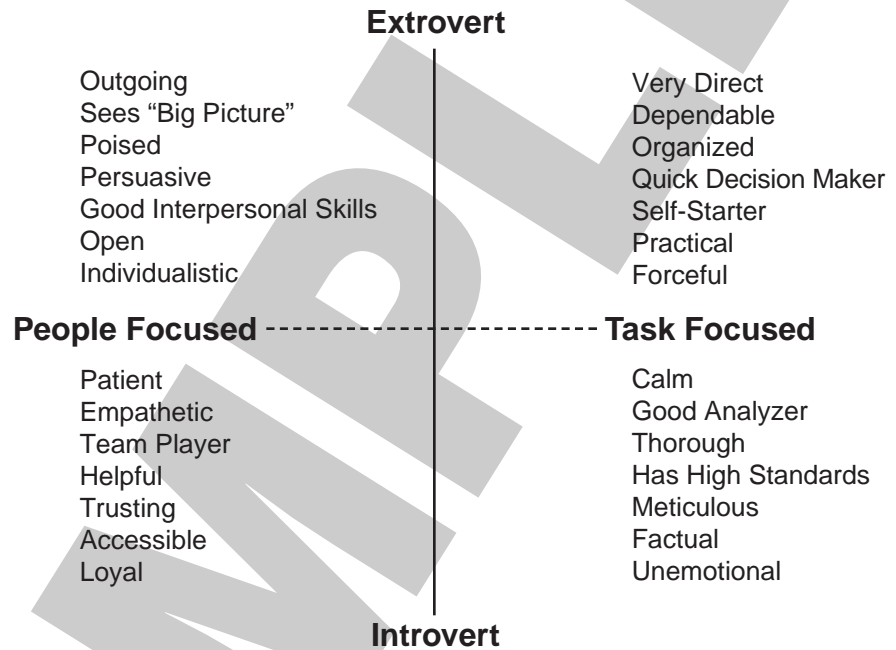 Extrovert
Outgoing
Sees “Big Picture”
Poised
Persuasive
Good Interpersonal Skills
Open
Individualistic
Very Direct
Dependable
Organized
Quick Decision Maker
Self-Starter
Practical
Forceful
People Focused
Task Focused
Patient
Empathetic
Team Player
Helpful
Trusting
Accessible
Loyal
Calm
Good Analyzer
Thorough
Has High Standards
Meticulous
Factual
Unemotional
Introvert
MPL